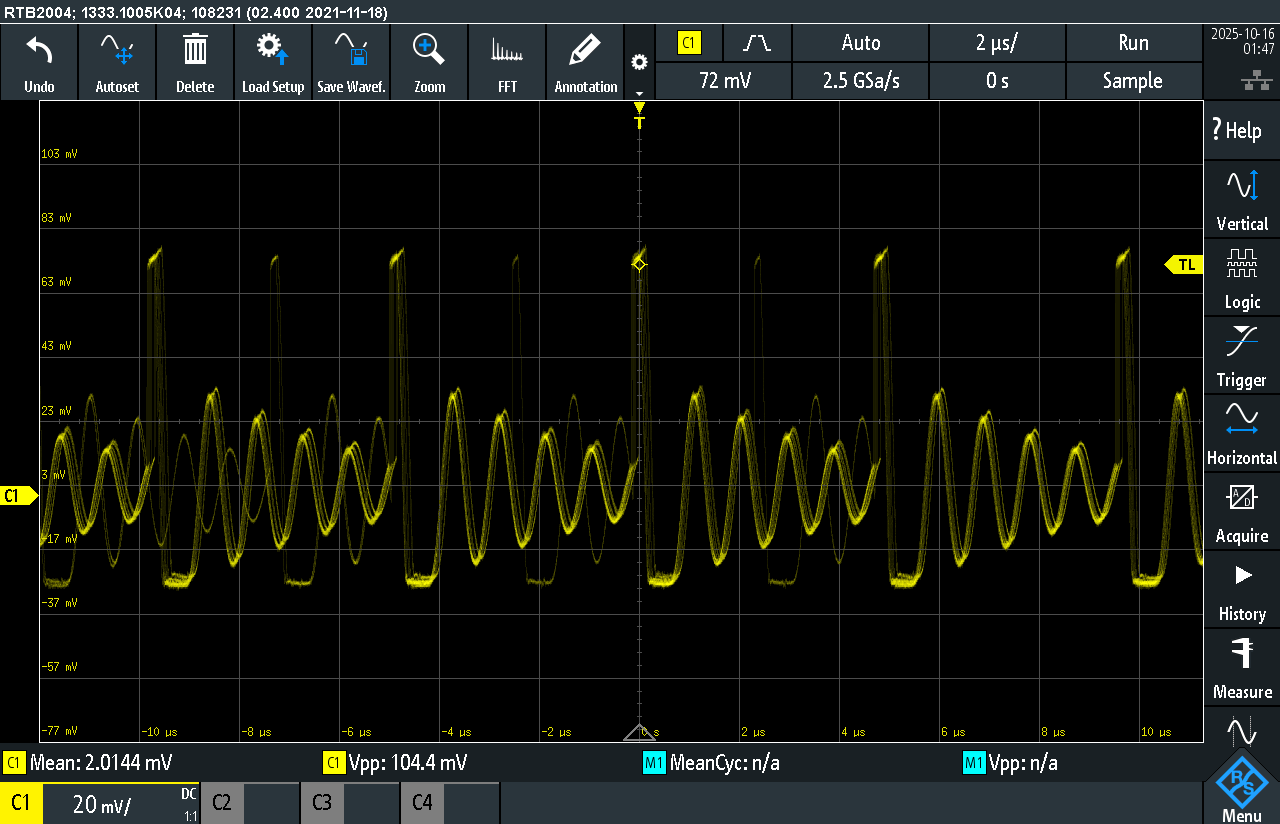 RTB2004; 1333.1005K04; 108231 (02.400 2021-11-18)
Undo
Autoset
Delete
Load Setup
Save Wavef.
Zoom
FFT
Annotation
C1
Auto
2 µs/
Run
72 mV
2.5 GSa/s
0 s
Sample
2025-10-16
01:47
? Help
Vertical
Logic
Trigger
Horizontal
Acquire
History
Measure
Menu
T
TL
C1
103 mV
83 mV
63 mV
43 mV
23 mV
3 mV
-17 mV
-37 mV
-57 mV
-77 mV
-10 µs
-8 µs
-6 µs
-4 µs
-2 µs
0 s
2 µs
4 µs
6 µs
8 µs
10 µs
C1 Mean: 2.0144 mV
C1 Vpp: 104.4 mV
M1 MeanCyc: n/a
M1 Vpp: n/a
C1
20 mV/
DC
1:1
C2
C3
C4
R&S